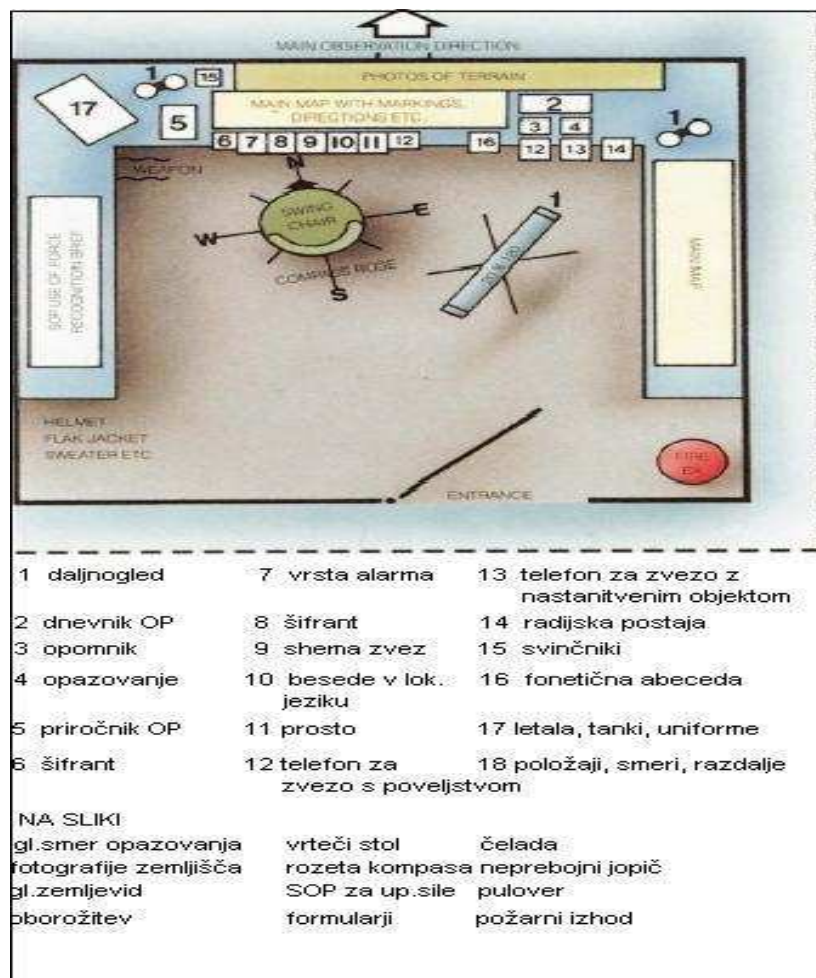 MAIN OBSERVATION DIRECTION
PHOTOS OF TERRAIN
1
15
17
5
MAIN MAP WITH MARKINGS,
DIRECTIONS ETC.
2
3 4
1
6 7 8 9 10 11 12
16
12 13 14
WEAPON
N
W
E
S
SWING
CHAIR
COMPASS ROSE
1
20 X 120
SOP USE OF FORCE
RECOGNITION BRIEF
MAIN MAP
HELMET
FLAK JACKET
SWEATER ETC
ENTRANCE
FIRE
EX
1 daljnogled
2 dnevnik OP
3 opomnik
4 opazovanje
5 priročnik OP
6 šifrant
7 vrsta alarma
8 šifrant
9 shema zvez
10 besede v lok.
jeziku
11 prosto
12 telefon za
zvezo s poveljstvom
13 telefon za zvezo z
nastanitvenim objektom
14 radijska postaja
15 svinčniki
16 fonetična abeceda
17 letala, tanki, uniforme
18 položaji, smeri, razdalje
NA SLIKI
gl.smer opazovanja
fotografije zemljišča
gl.zemljevid
oborožitev
vrteči stol
rozeta kompasa
SOP za up.sile
formularji
čelada
neprebojni jopič
pulover
požarni izhod